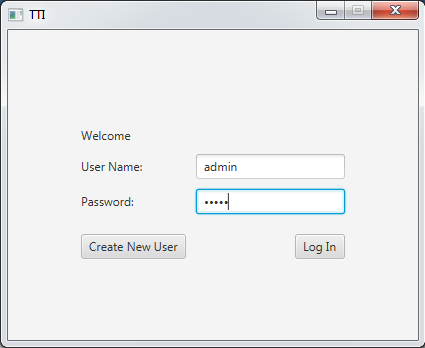 TTI
Welcome
User Name: admin
Password: •••••
Create New User Log In